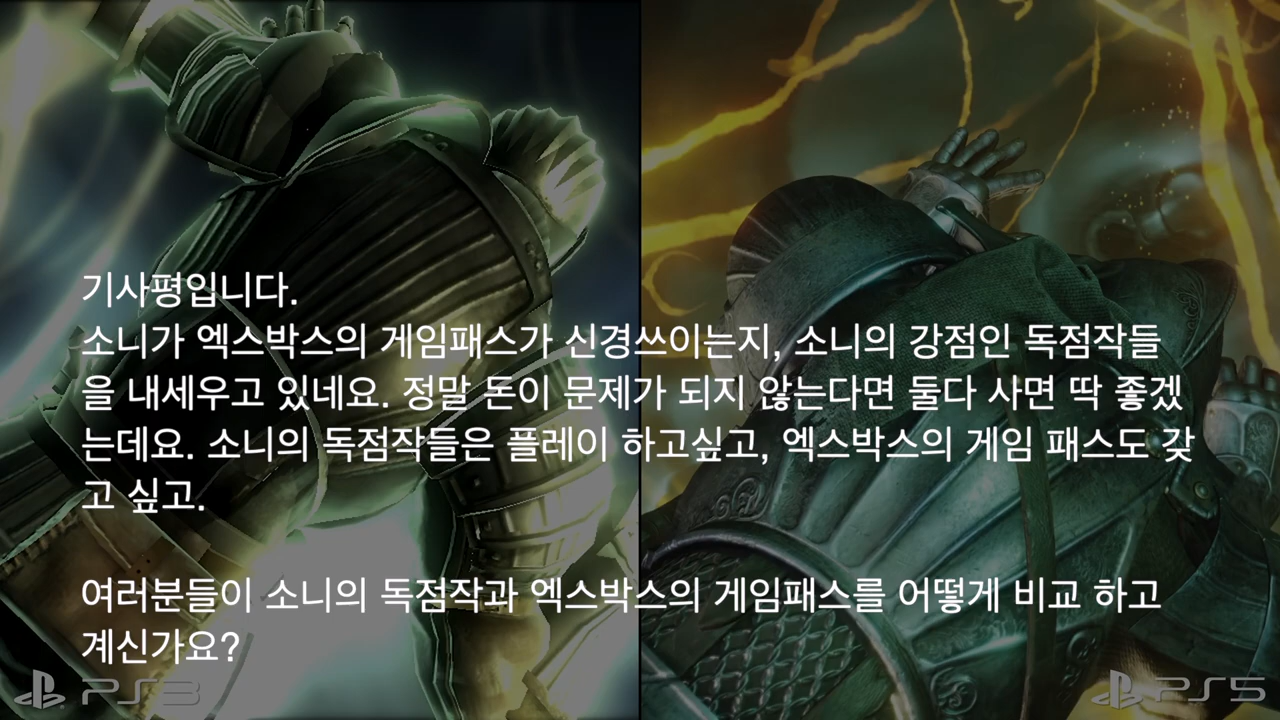 기사평입니다.
소니가 엑스박스의 게임패스가 신경쓰이는지, 소니의 강점인 독점작들
을 내세우고 있네요. 정말 돈이 문제가 되지 않는다면 둘다 사면 딱 좋겠
는데요. 소니의 독점작들은 플레이 하고싶고, 엑스박스의 게임 패스도 갖
고 싶고.
여러분들이 소니의 독점작과 엑스박스의 게임패스를 어떻게 비교 하고
계신가요?
PS3
PS5